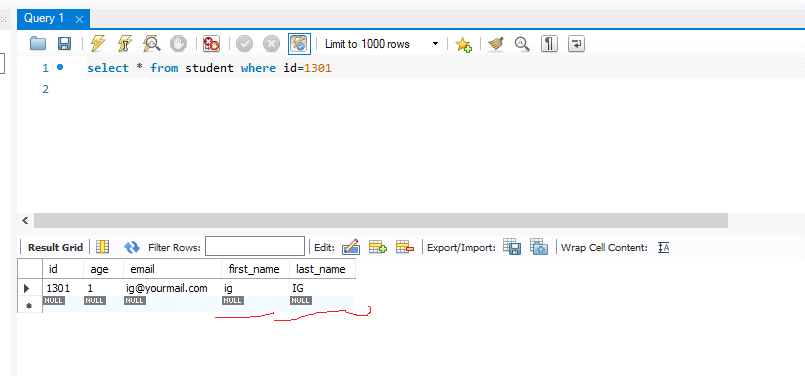 Query 1
Limit to 1000 rows
1 select * from student where id=1301
2
Result Grid Filter Rows: Edit: Export/Import: Wrap Cell Content:
id age email first_name last_name
1301 1 ig@yourmail.com ig IG
NULL NULL NULL NULL NULL